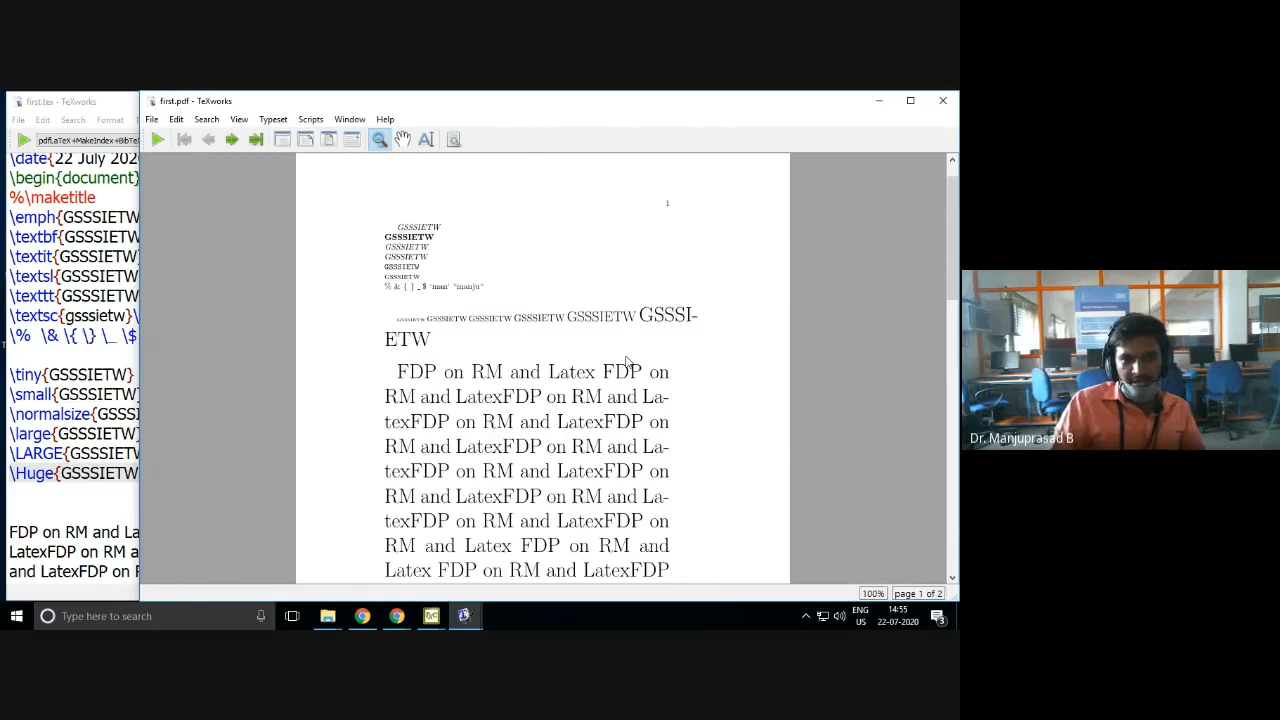 first.tex - TeXworks
File Edit Search Format
pdfLaTeX+MakeIndex+BibTe
\date{22 July 202
\begin{document}
%\maketitle
\emph{GSSSIETW
\textbf{GSSSIETW
\textit{GSSSIETW
\textsl{GSSSIETW
\texttt{GSSSIETW
\textsc{gsssietw}\
\% \& \{ \} \_ \$
\tiny{GSSSIETW}
\small{GSSSIETW}
\normalsize{GSSS
\large{GSSSIETW}
\LARGE{GSSSIETW
\Huge{GSSSIETW
FDP on RM and La
LatexFDP on RM a
and LatexFDP on R
first.pdf - TeXworks
File Edit Search View Typeset Scripts Window Help
1
GSSSIETW
GSSSIETW
GSSSIETW
GSSSIETW
GSSSIETW
GSSSIETW
% & { } _ $ ‘man‘ “manju“
GSSSIETW GSSSIETW GSSSIETW GSSSIETW GSSSIETW GSSSI-
ETW
FDP on RM and Latex FDP on
RM and LatexFDP on RM and La-
texFDP on RM and LatexFDP on
RM and LatexFDP on RM and La-
texFDP on RM and LatexFDP on
RM and LatexFDP on RM and La-
texFDP on RM and LatexFDP on
RM and Latex FDP on RM and
Latex FDP on RM and LatexFDP
100% page 1 of 2
Type here to search
ENG
US
14:55
22-07-2020
3
Dr. Manjuprasad B